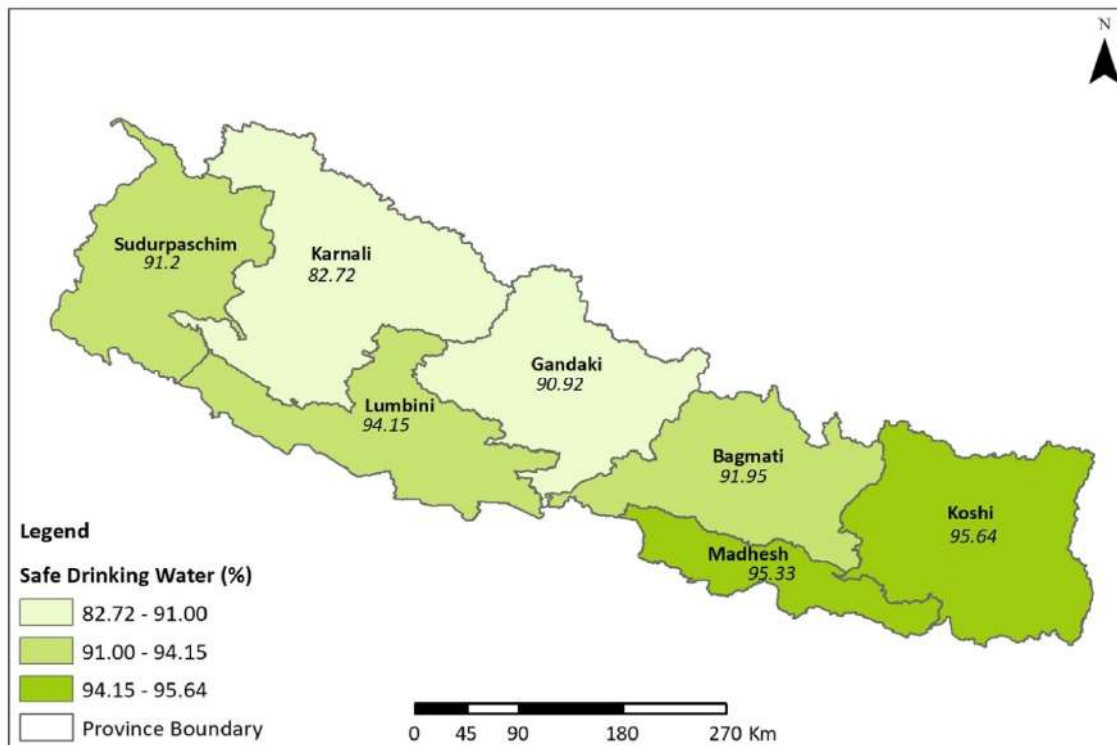 N
Sudurpaschim
91.2
Karnali
82.72
Gandaki
90.92
Lumbini
94.15
Bagmati
91.95
Koshi
95.64
Madhesh
95.33
Legend
Safe Drinking Water (%)
82.72 - 91.00
91.00 - 94.15
94.15 - 95.64
Province Boundary
0 45 90 180 270 Km